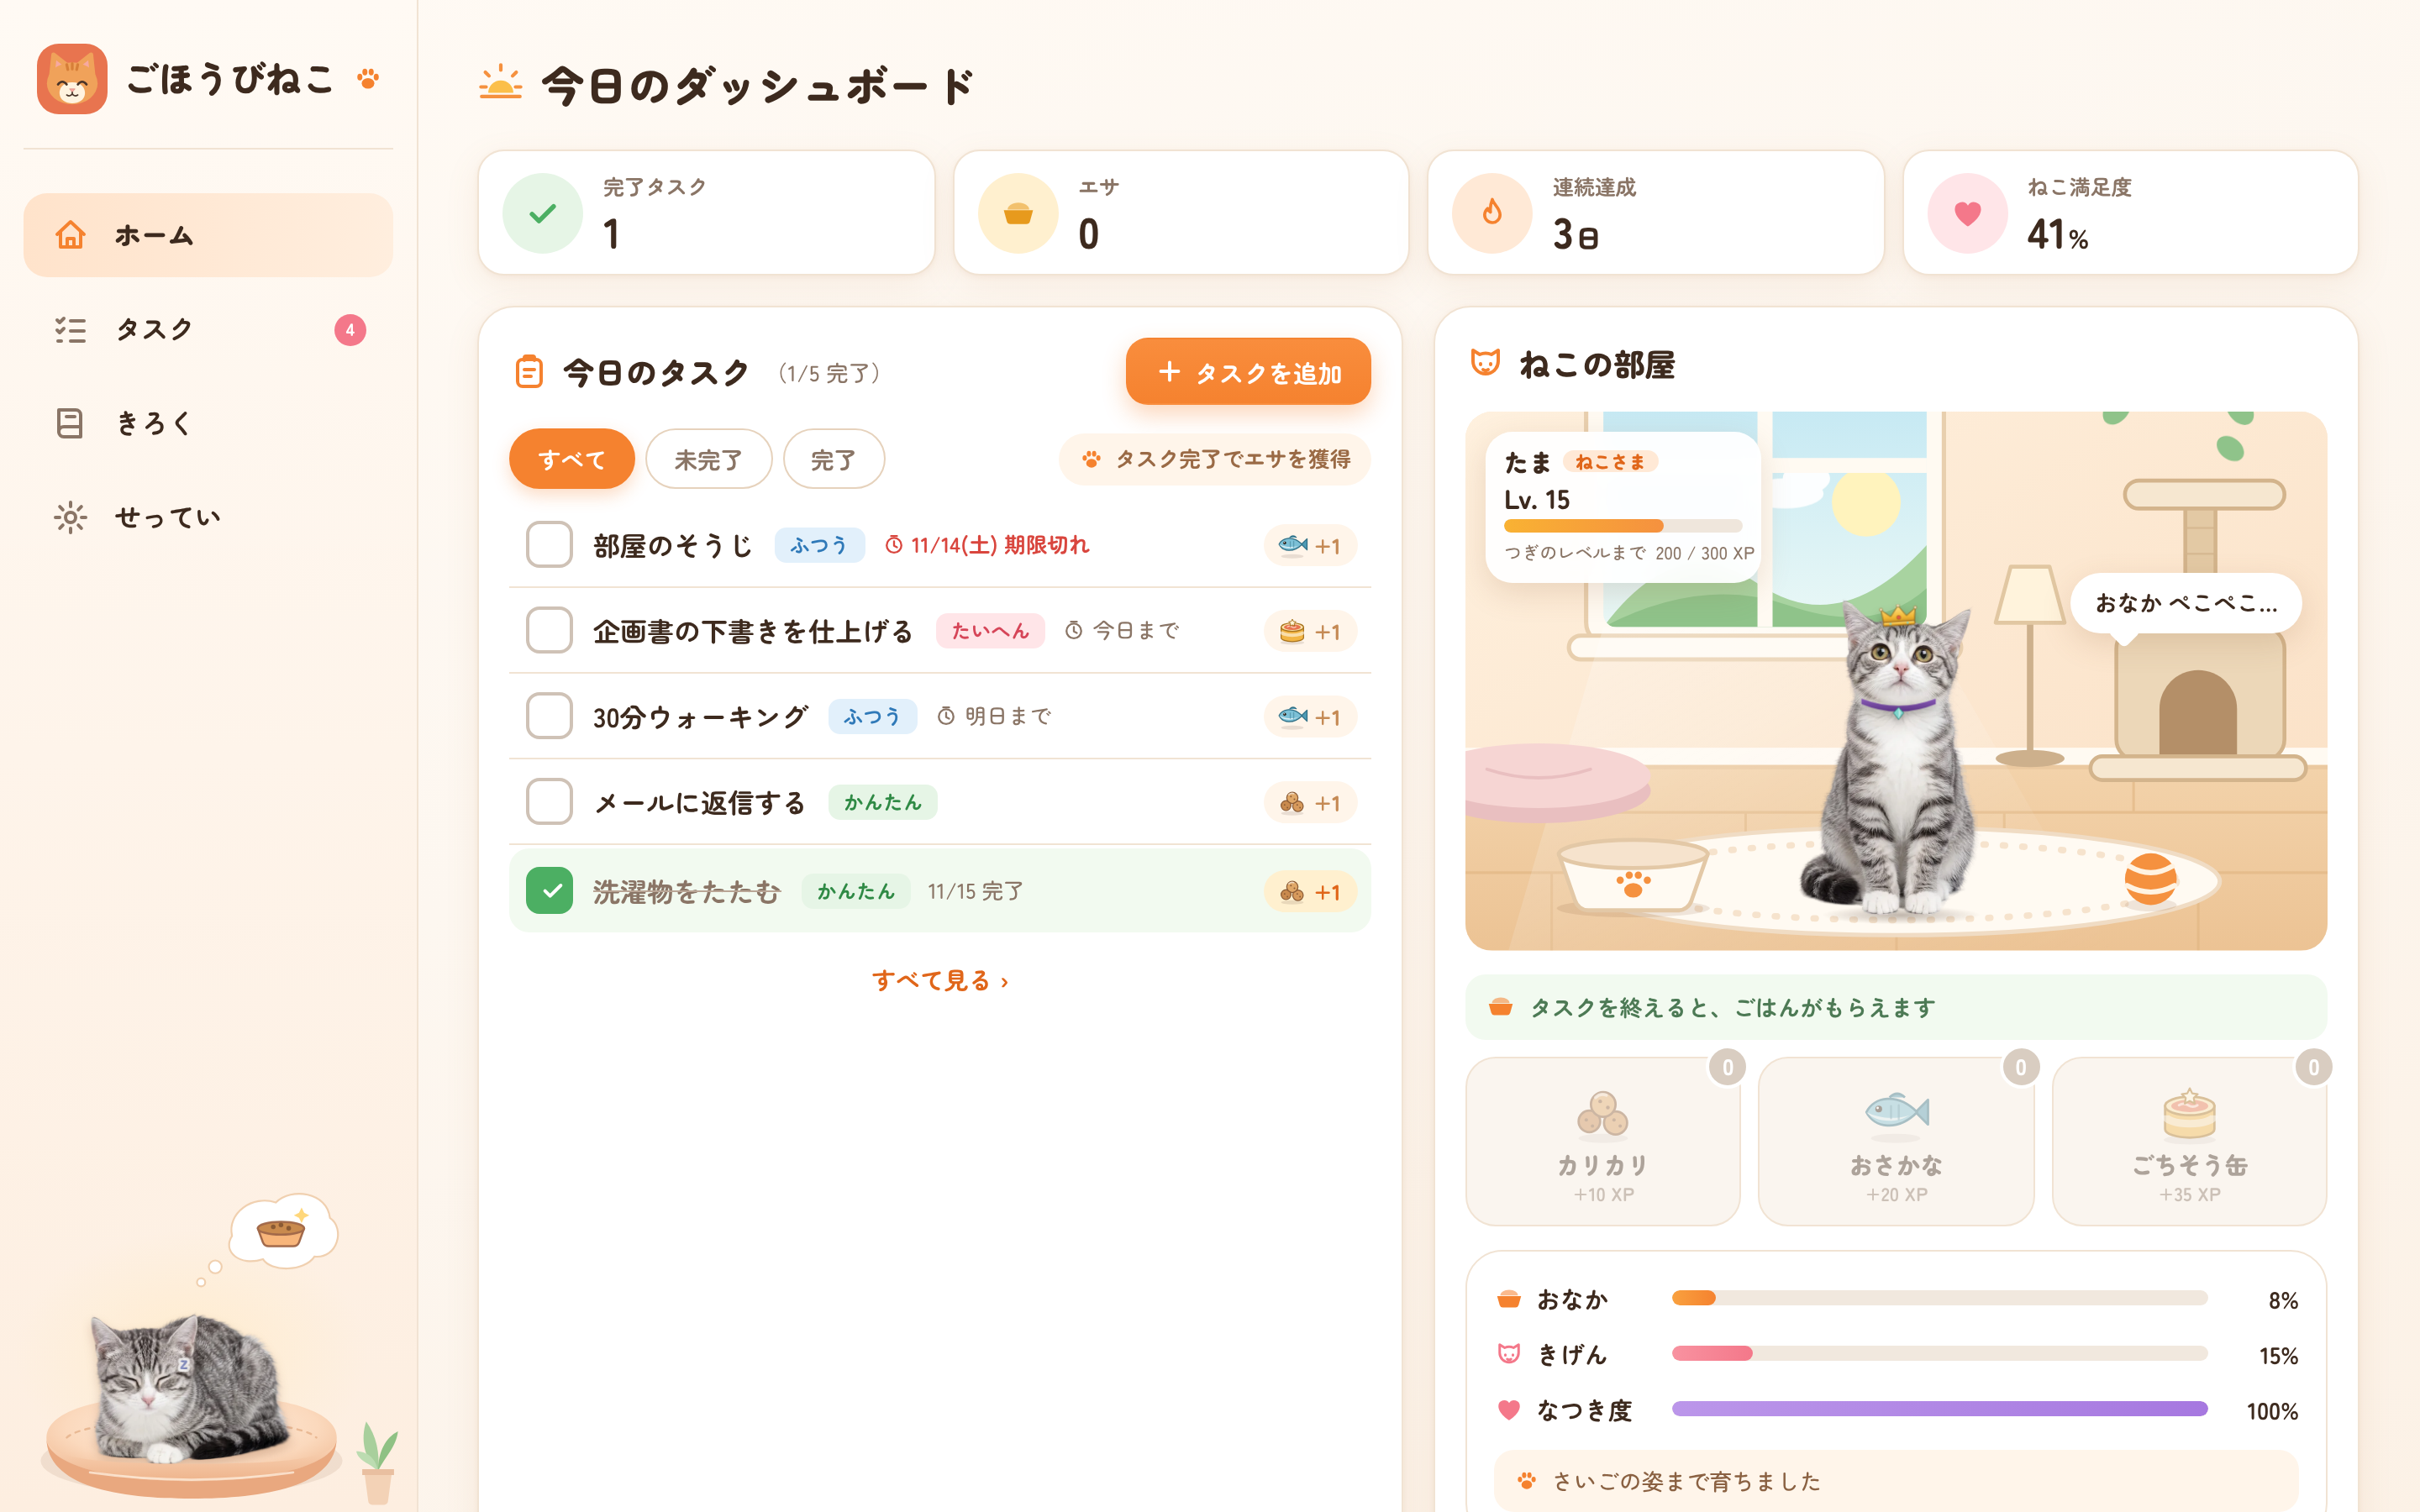 ごほうびねこ
ホーム
タスク 4
きろく
せってい
今日のダッシュボード
完了タスク
1
エサ
0
連続達成
3日
ねこ満足度
41%
今日のタスク (1/5 完了)
+ タスクを追加
すべて 未完了 完了
タスク完了でエサを獲得
部屋のそうじ ふつう 11/14(土) 期限切れ +1
企画書の下書きを仕上げる たいへん 今日まで +1
30分ウォーキング ふつう 明日まで +1
メールに返信する かんたん +1
洗濯物をたたむ かんたん 11/15 完了 +1
すべて見る ›
ねこの部屋
たま ねこさま
Lv. 15
つぎのレベルまで 200 / 300 XP
おなか ぺこぺこ…
タスクを終えると、ごはんがもらえます
0
カリカリ
+10 XP
0
おさかな
+20 XP
0
ごちそう缶
+35 XP
おなか 8%
きげん 15%
なつき度 100%
さいごの姿まで育ちました
Z